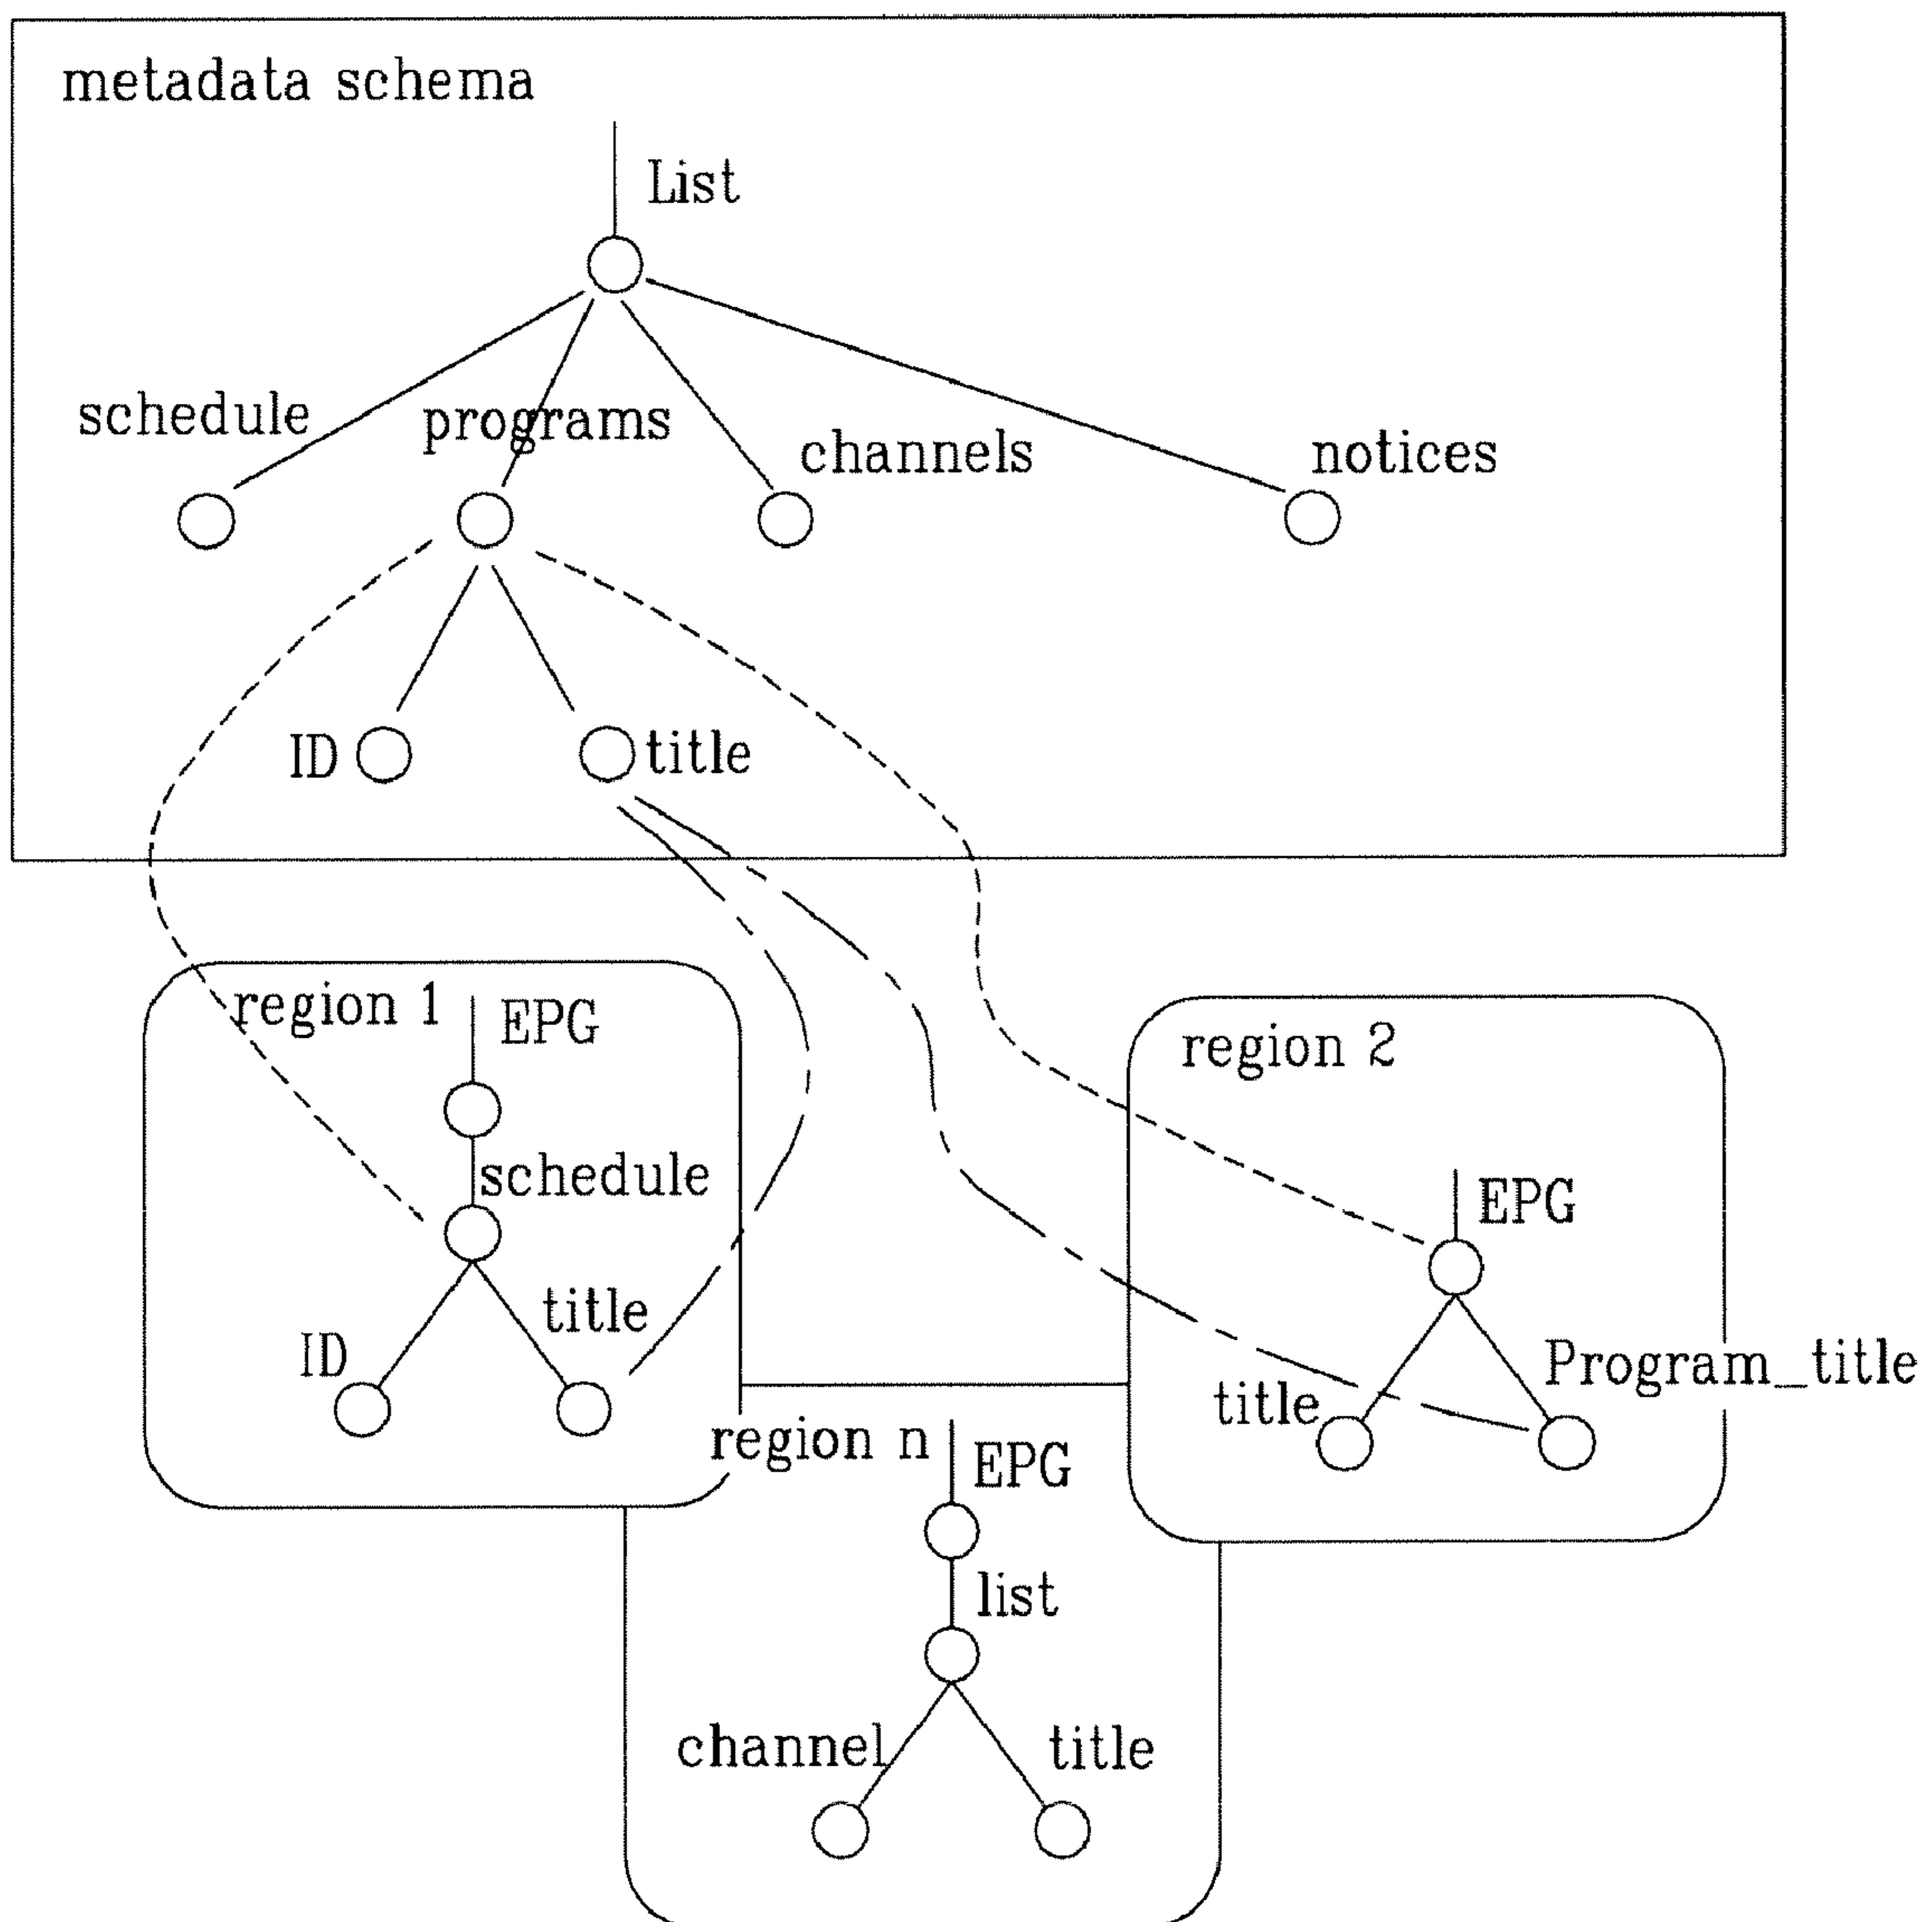 metadata schema
List
schedule
programs
channels
notices
ID
title
region 1
EPG
schedule
ID
title
region 2
EPG
title
Program_title
region n
EPG
list
channel
title